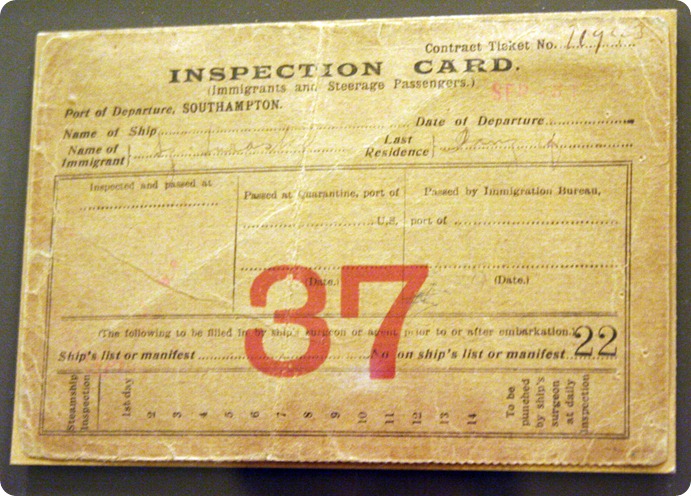 Contract Ticket No.
INSPECTION CARD.
(Immigrants and Steerage Passengers.)
Port of Departure, SOUTHAMPTON.
Name of Ship Date of Departure
Name of Immigrant Last Residence
Inspected and passed at
Passed at Quarantine, port of
U.S.
(Date.)
Passed by Immigration Bureau,
port of
(Date.)
37
(The following to be filled in by ship's surgeon or agent prior to or after embarkation.)
Ship's list or manifest No. on ship's list or manifest 22
Steamship Inspection 1st day 2 3 4 5 6 7 8 9 10 11 12 13 14 To be punched by ship's surgeon at daily inspection